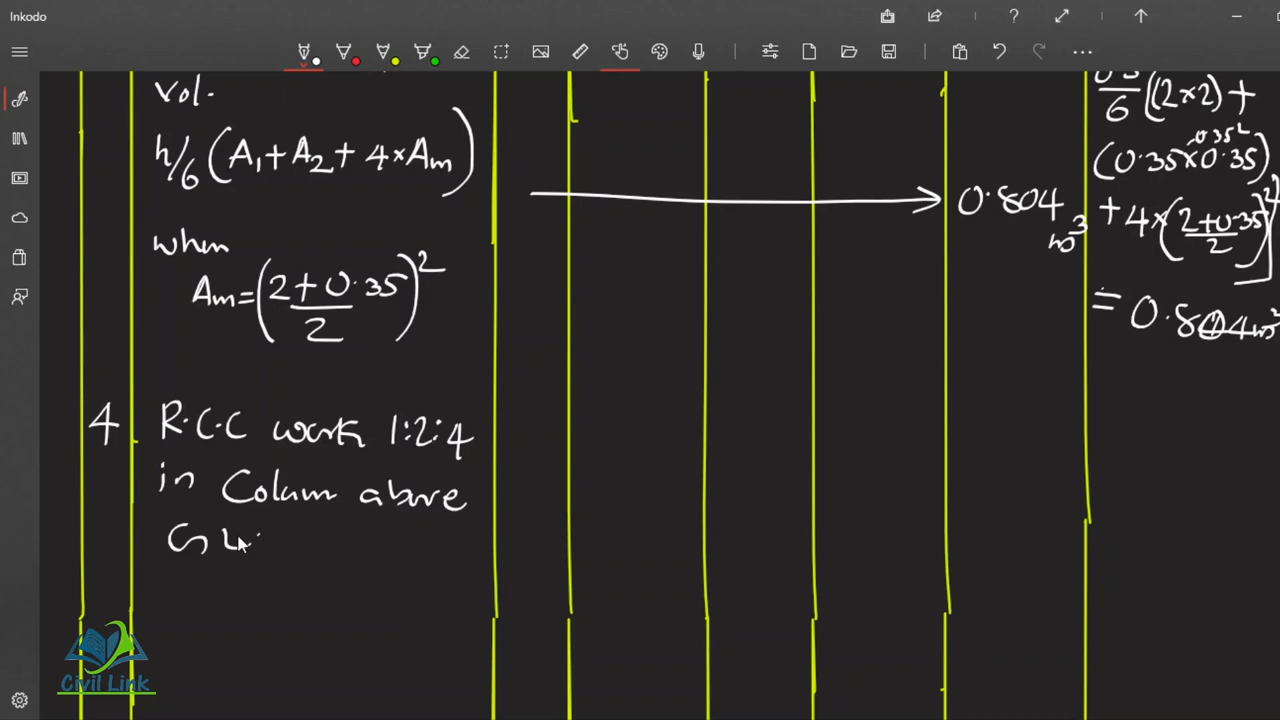 Inkodo
vol.
h/6 (A1+A2+ 4×Am)
when
Am=(2+0.35/2)2
0.804
m3
6 ((2×2)+
0.352
(0.35×0.35)
+ 4×(2+0.35/2)]2
= 0.804m3
4 R.C.C work 1:2:4
in Colum above
G L
Civil Link